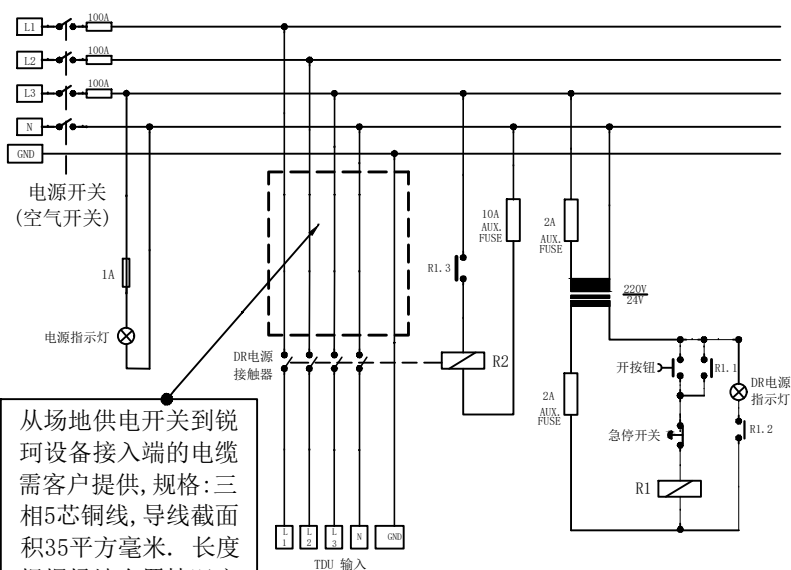 L1
100A
L2
100A
L3
100A
N
GND
电源开关
(空气开关)
1A
电源指示灯
10A
AUX.
FUSE
2A
AUX.
FUSE
R1.3
220V
24V
DR电源
接触器
R2
开按钮
R1.1
DR电源
指示灯
2A
AUX.
FUSE
急停开关
R1.2
R1
从场地供电开关到锐
珂设备接入端的电缆
需客户提供,规格:三
相5芯铜线,导线截面
积35平方毫米. 长度
L
1
L
2
L
3
N
GND
TDU 输入